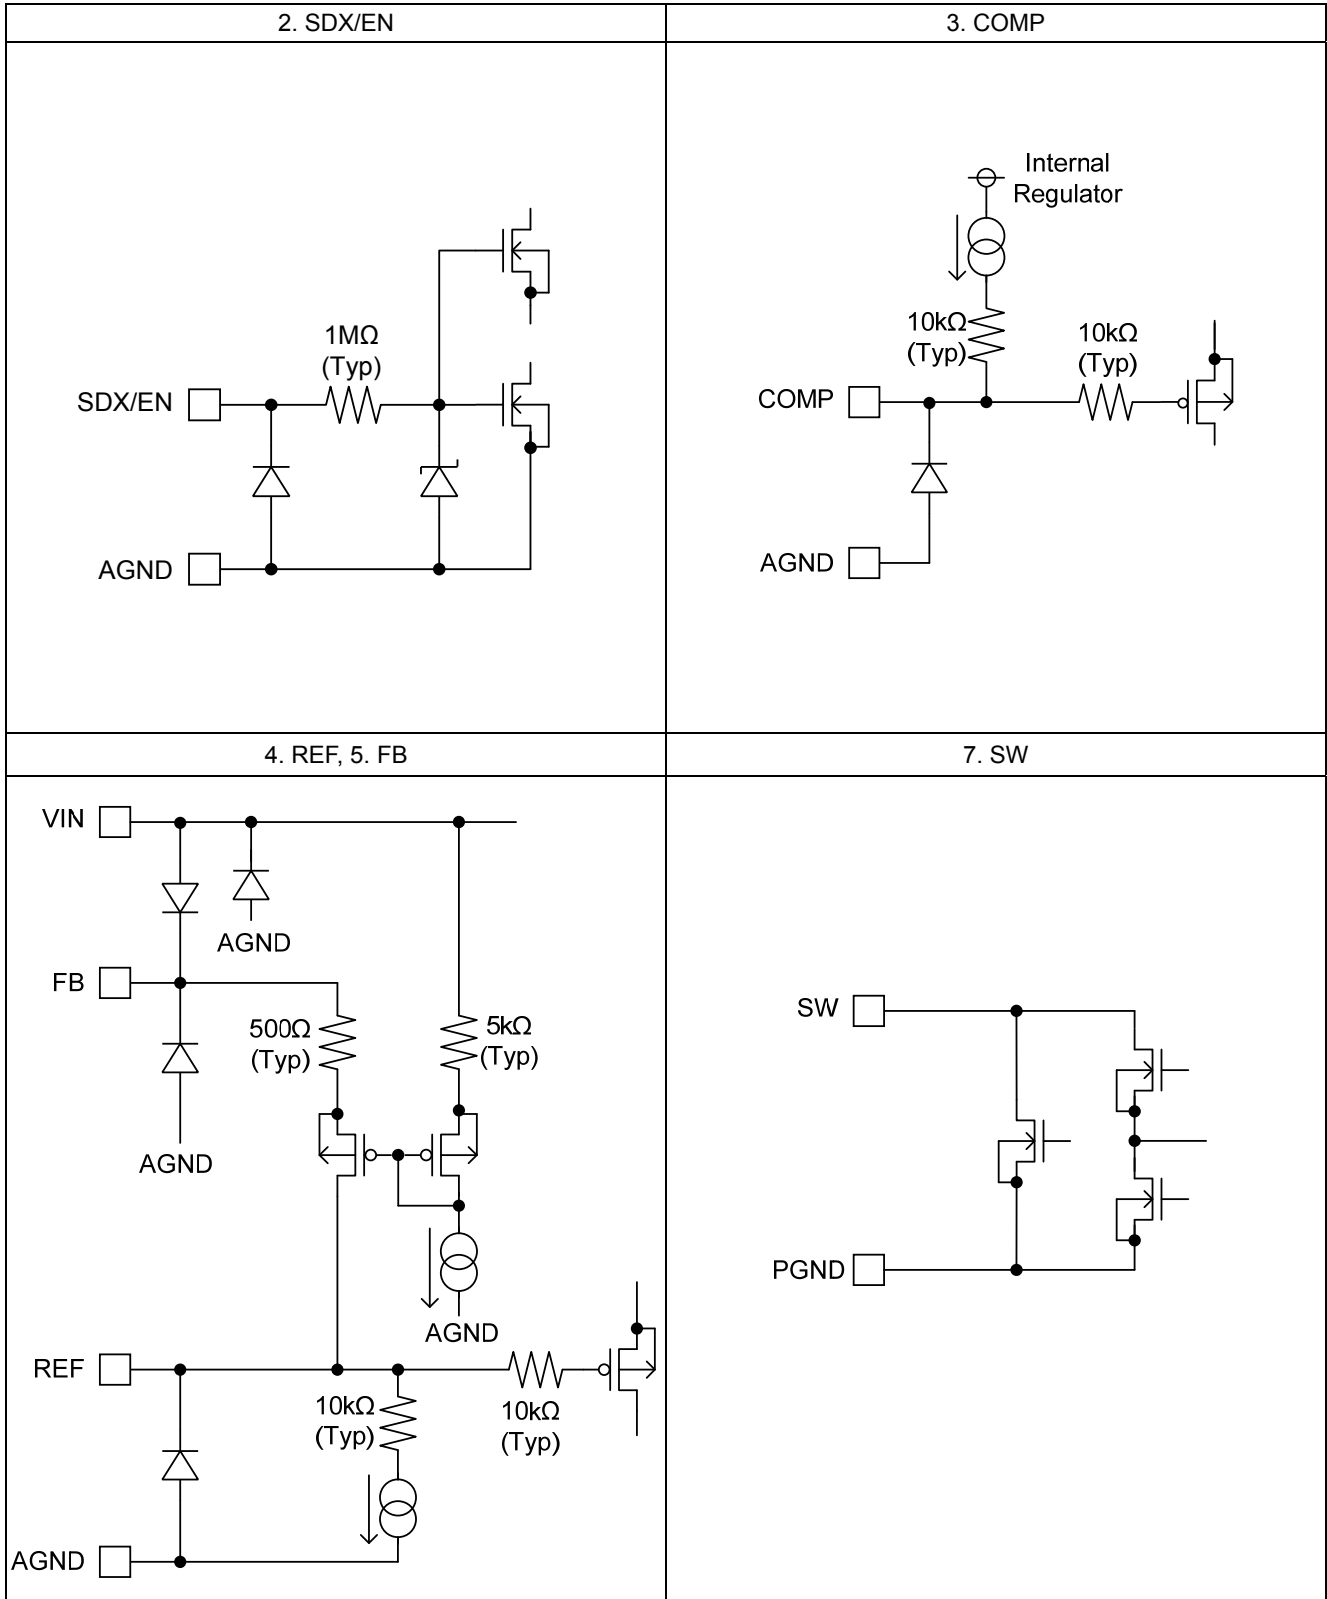 2. SDX/EN
3. COMP
1MΩ
(Typ)
SDX/EN
AGND
Internal
Regulator
10kΩ
(Typ)
10kΩ
(Typ)
COMP
AGND
4. REF, 5. FB
7. SW
VIN
AGND
FB
500Ω
(Typ)
5kΩ
(Typ)
AGND
AGND
REF
10kΩ
(Typ)
10kΩ
(Typ)
AGND
SW
PGND